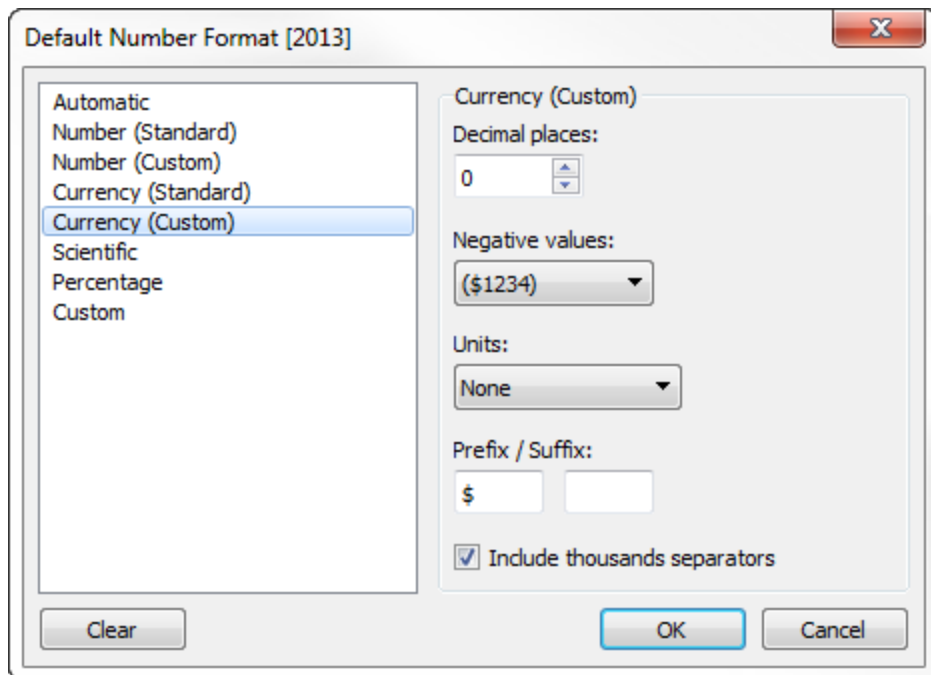 Default Number Format [2013]
Automatic
Number (Standard)
Number (Custom)
Currency (Standard)
Currency (Custom)
Scientific
Percentage
Custom
Currency (Custom)
Decimal places:
0
Negative values:
($1234)
Units:
None
Prefix / Suffix:
$
Include thousands separators
Clear
OK
Cancel